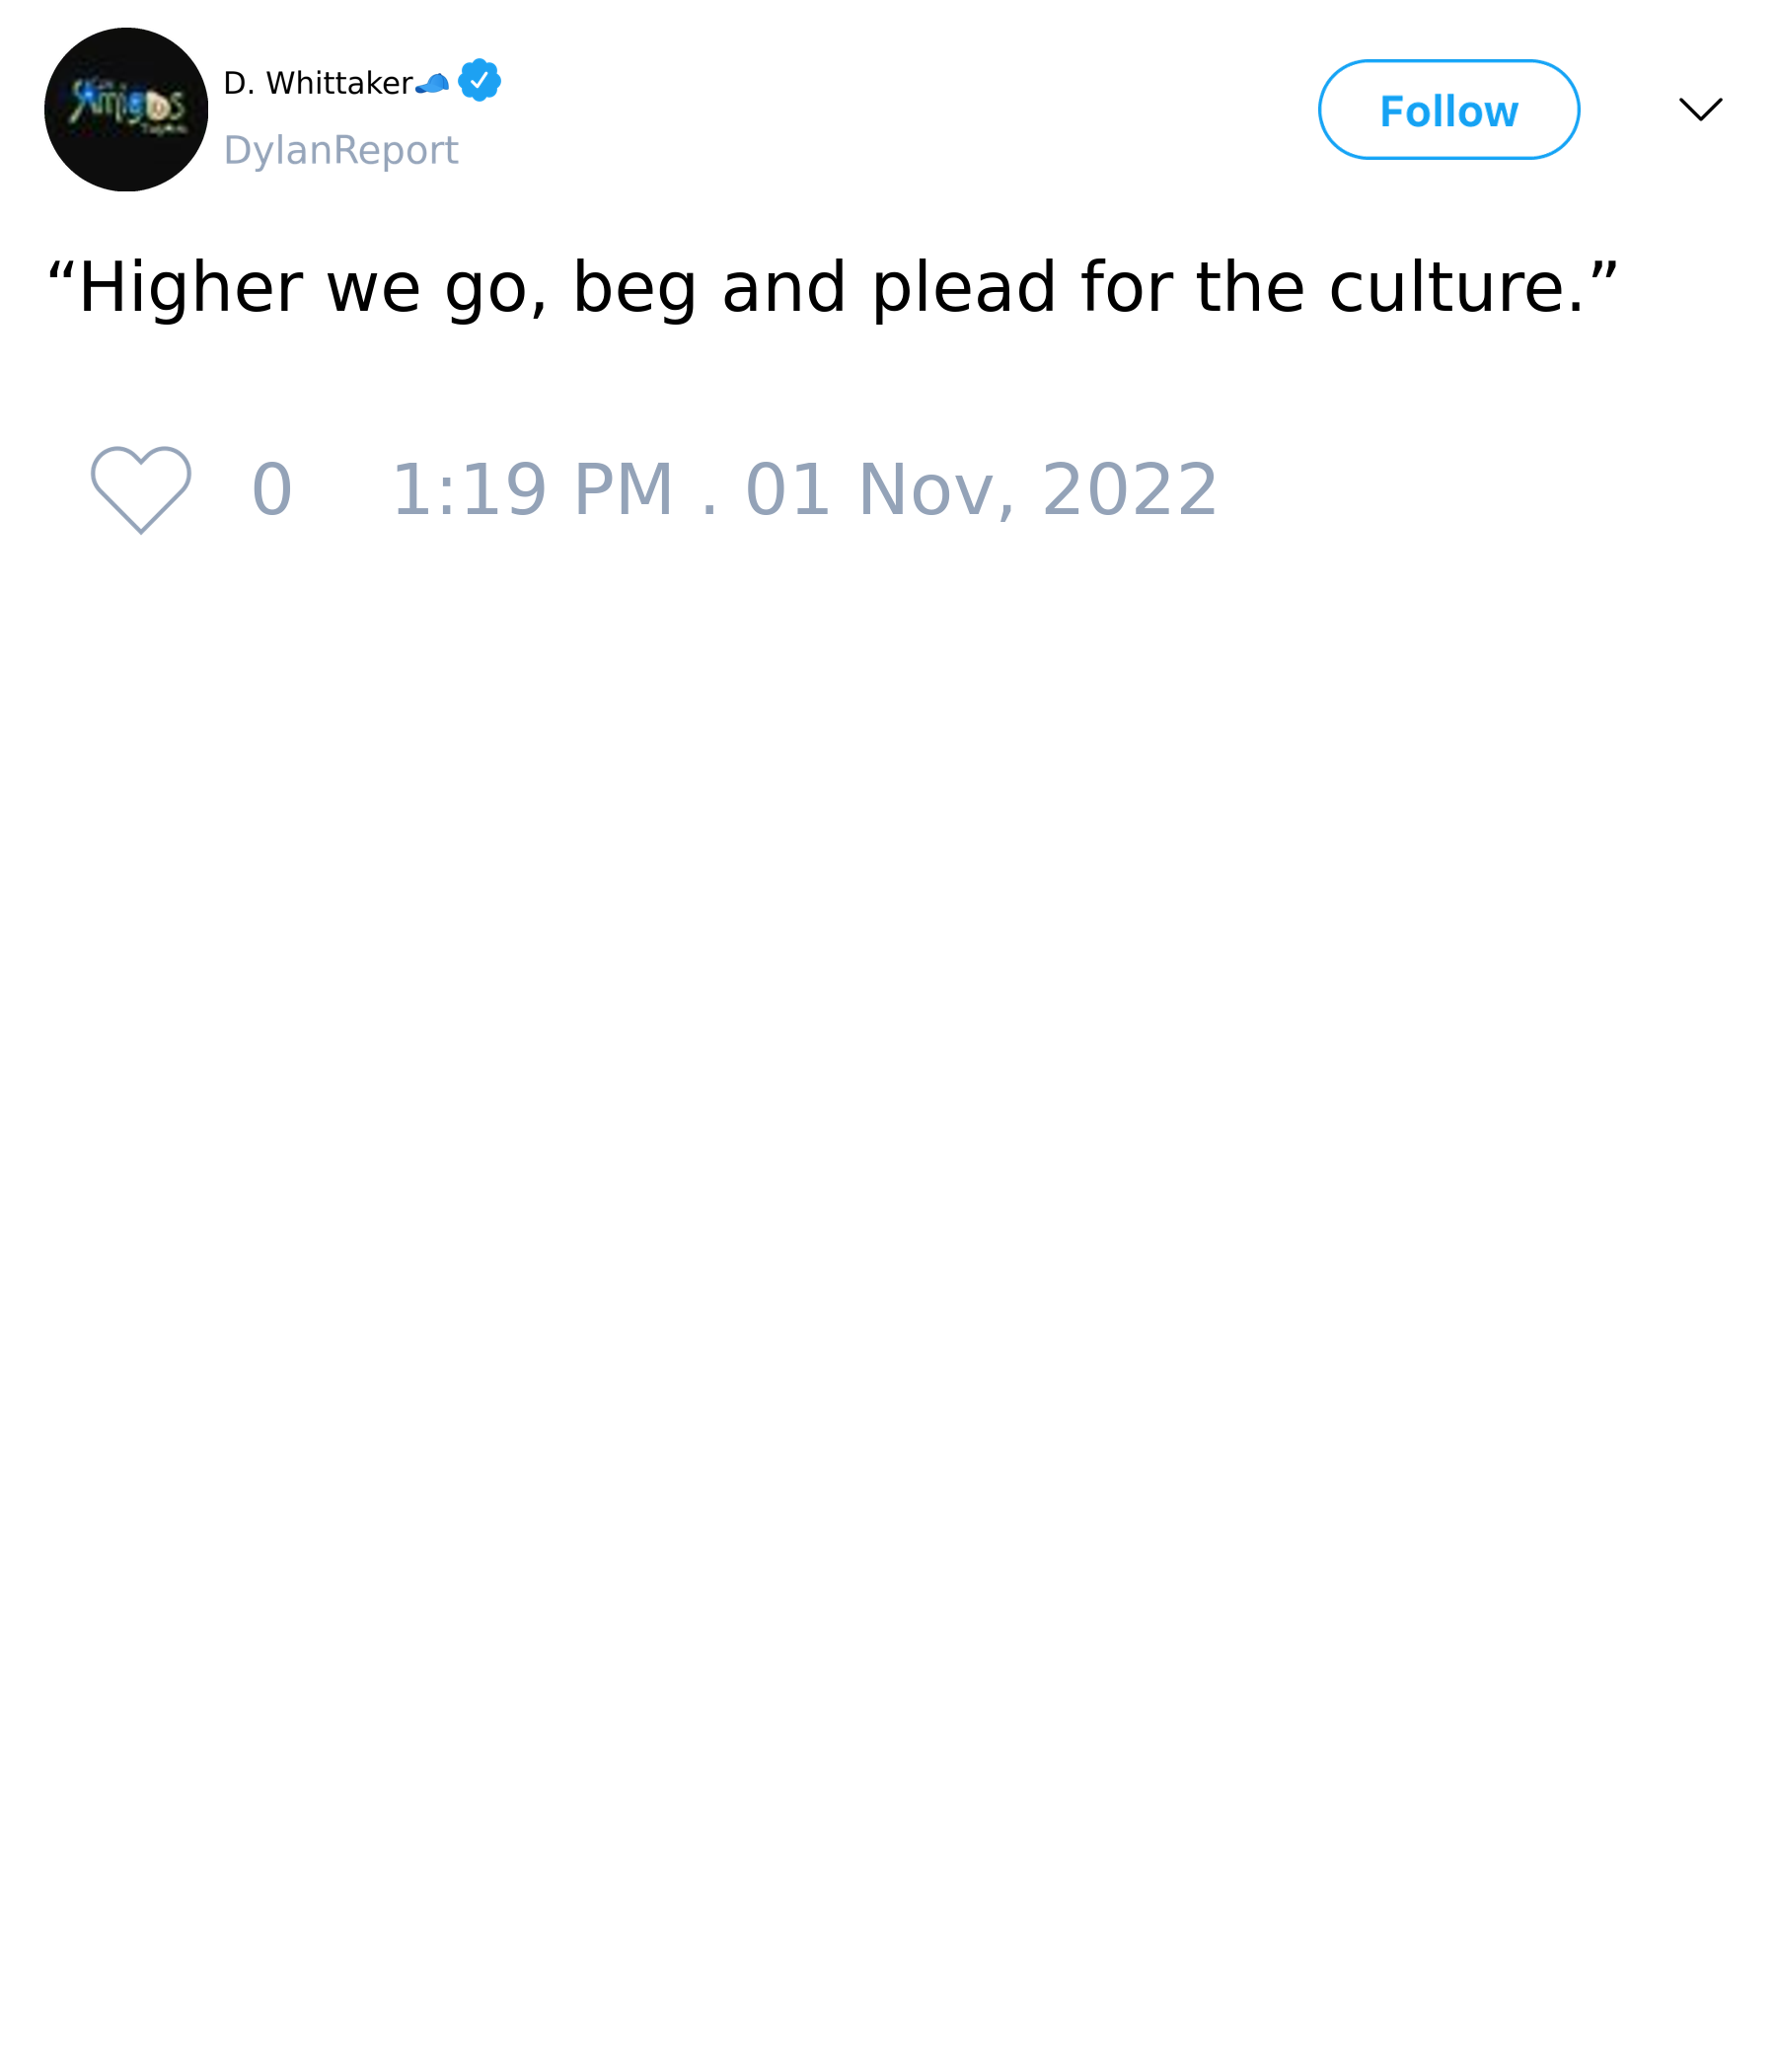 Amigos
D. Whittaker🧢
DylanReport
Follow
“Higher we go, beg and plead for the culture.”
0 1:19 PM . 01 Nov, 2022